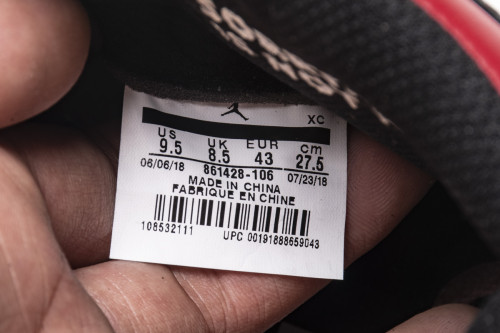 XC
US UK EUR cm
9.5 8.5 43 27.5
06/06/18 861428-106 07/23/18
MADE IN CHINA
FABRIQUE EN CHINE
108532111
UPC 00191888659043